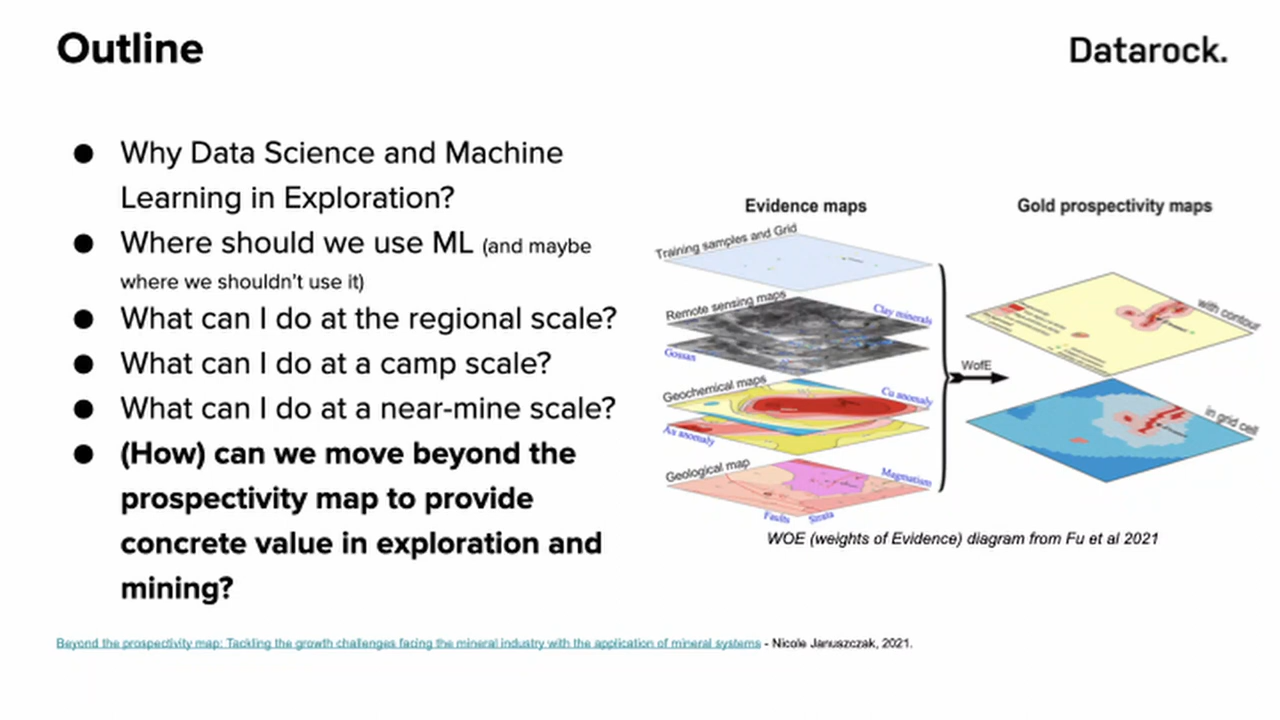 Outline
Datarock.
● Why Data Science and Machine
Learning in Exploration?
● Where should we use ML (and maybe
where we shouldn't use it)
● What can I do at the regional scale?
● What can I do at a camp scale?
● What can I do at a near-mine scale?
● (How) can we move beyond the
prospectivity map to provide
concrete value in exploration and
mining?
Evidence maps
Gold prospectivity maps
Training samples and Grid
Remote sensing maps
Clay minerals
Gossan
Geochemical maps
Cu anomaly
Au anomaly
Geological map
Magmatism
Faults
Strata
WofE
with contour
in grid cell
WOE (weights of Evidence) diagram from Fu et al 2021
Beyond the prospectivity map: Tackling the growth challenges facing the mineral industry with the application of mineral systems - Nicole Januszczak, 2021.